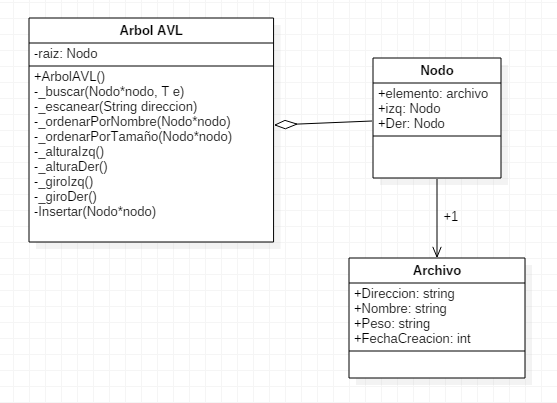 Arbol AVL
-raiz: Nodo
+ArbolAVL()
-_buscar(Nodo*nodo, T e)
-_escanear(String direccion)
-_ordenarPorNombre(Nodo*nodo)
-_ordenarPorTamaño(Nodo*nodo)
-_alturaIzq()
-_alturaDer()
-_giroIzq()
-_giroDer()
-Insertar(Nodo*nodo)
Nodo
+elemento: archivo
+izq: Nodo
+Der: Nodo
+1
Archivo
+Direccion: string
+Nombre: string
+Peso: string
+FechaCreacion: int